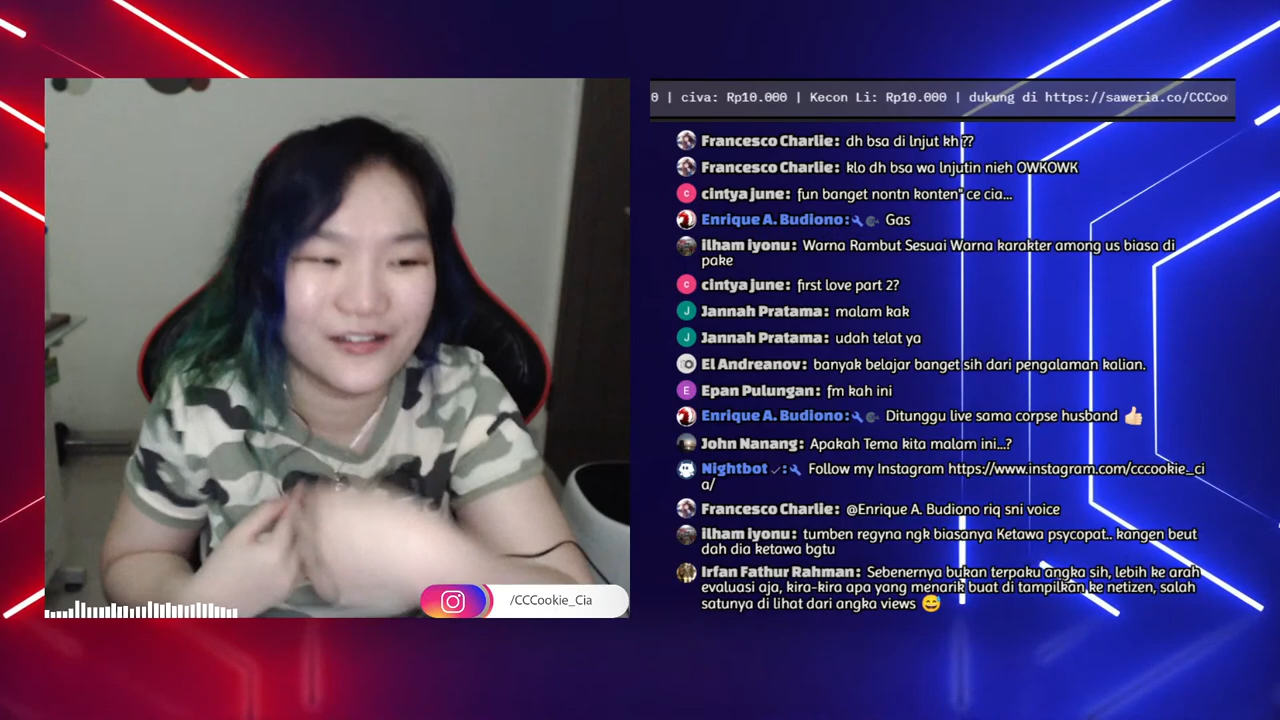 0 | civa: Rp10.000 | Kecon Li: Rp10.000 | dukung di https://saweria.co/CCCoo
Francesco Charlie: dh bsa di lnjut kh ??
Francesco Charlie: klo dh bsa wa lnjutin nieh OWKOWK
C cintya june: fun banget nontn konten" ce cia...
Enrique A. Budiono: Gas
ilham iyonu: Warna Rambut Sesuai Warna karakter among us biasa di
pake
C cintya june: first love part 2?
J Jannah Pratama: malam kak
J Jannah Pratama: udah telat ya
El Andreanov: banyak belajar banget sih dari pengalaman kalian.
E Epan Pulungan: fm kah ini
Enrique A. Budiono: Ditunggu live sama corpse husband 👍🏻
John Nanang: Apakah Tema kita malam ini...?
Nightbot ✓: Follow my Instagram https://www.instagram.com/cccookie_ci
a/
Francesco Charlie: @Enrique A. Budiono riq sni voice
ilham iyonu: tumben regyna ngk biasanya Ketawa psycopat.. kangen beut
dah dia ketawa bgtu
Irfan Fathur Rahman: Sebenernya bukan terpaku angka sih, lebih ke arah
evaluasi aja, kira-kira apa yang menarik buat di tampilkan ke netizen, salah
satunya di lihat dari angka views 😅
/CCCookie_Cia